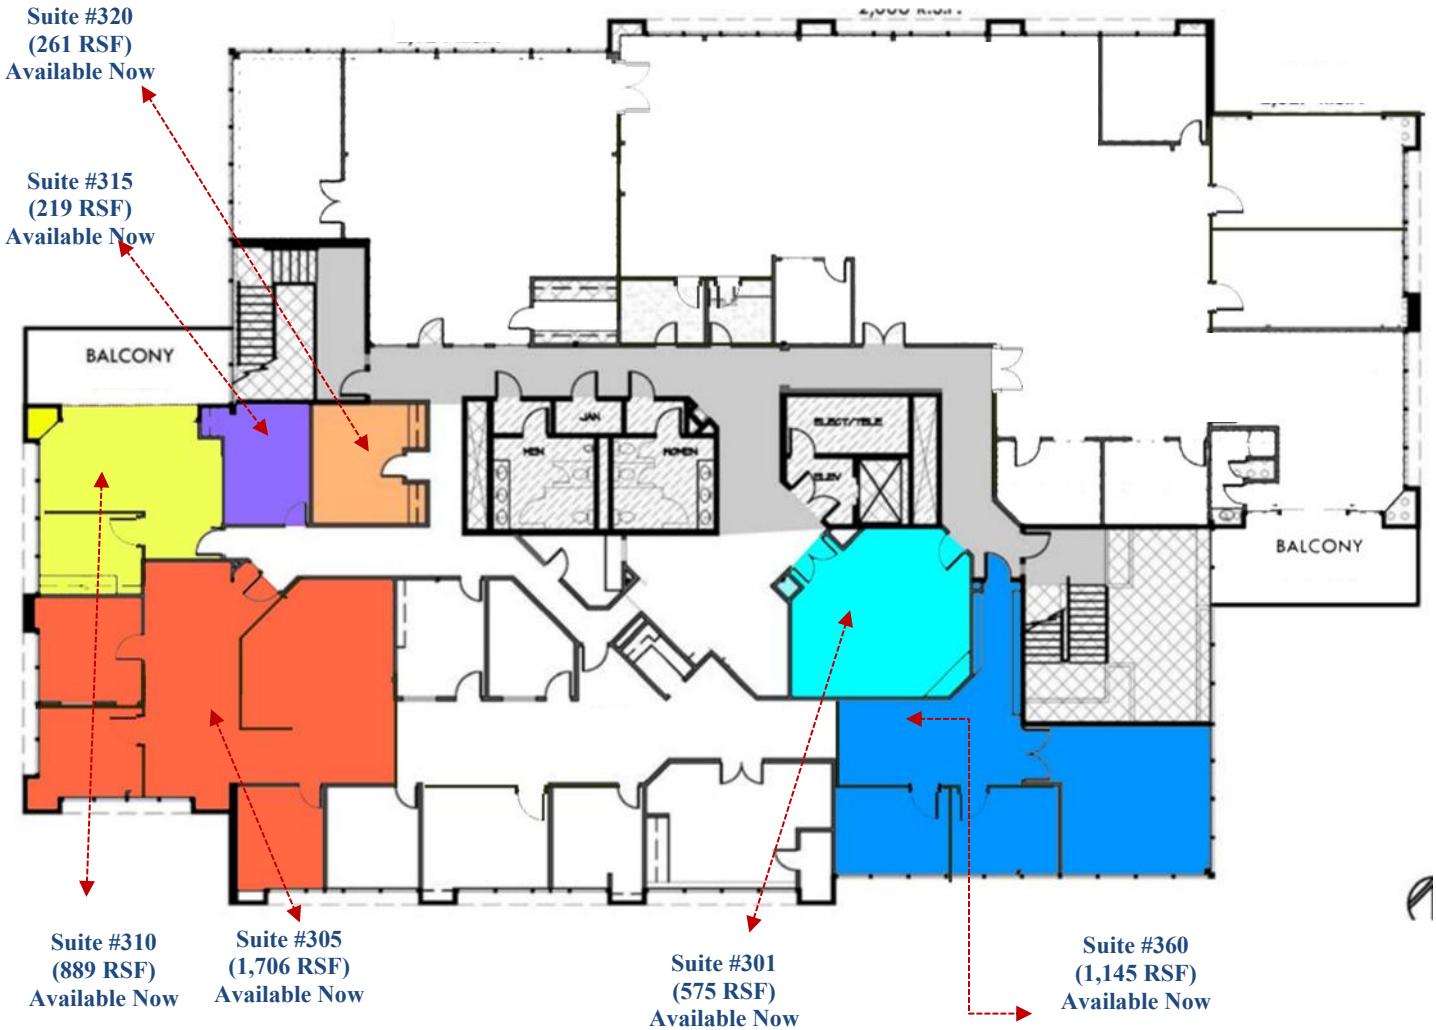 Suite #320
(261 RSF)
Available Now
Suite #315
(219 RSF)
Available Now
BALCONY
JAN
MEN
WOMEN
ELECT/TELE
ELEV
BALCONY
Suite #310
(889 RSF)
Available Now
Suite #305
(1,706 RSF)
Available Now
Suite #301
(575 RSF)
Available Now
Suite #360
(1,145 RSF)
Available Now